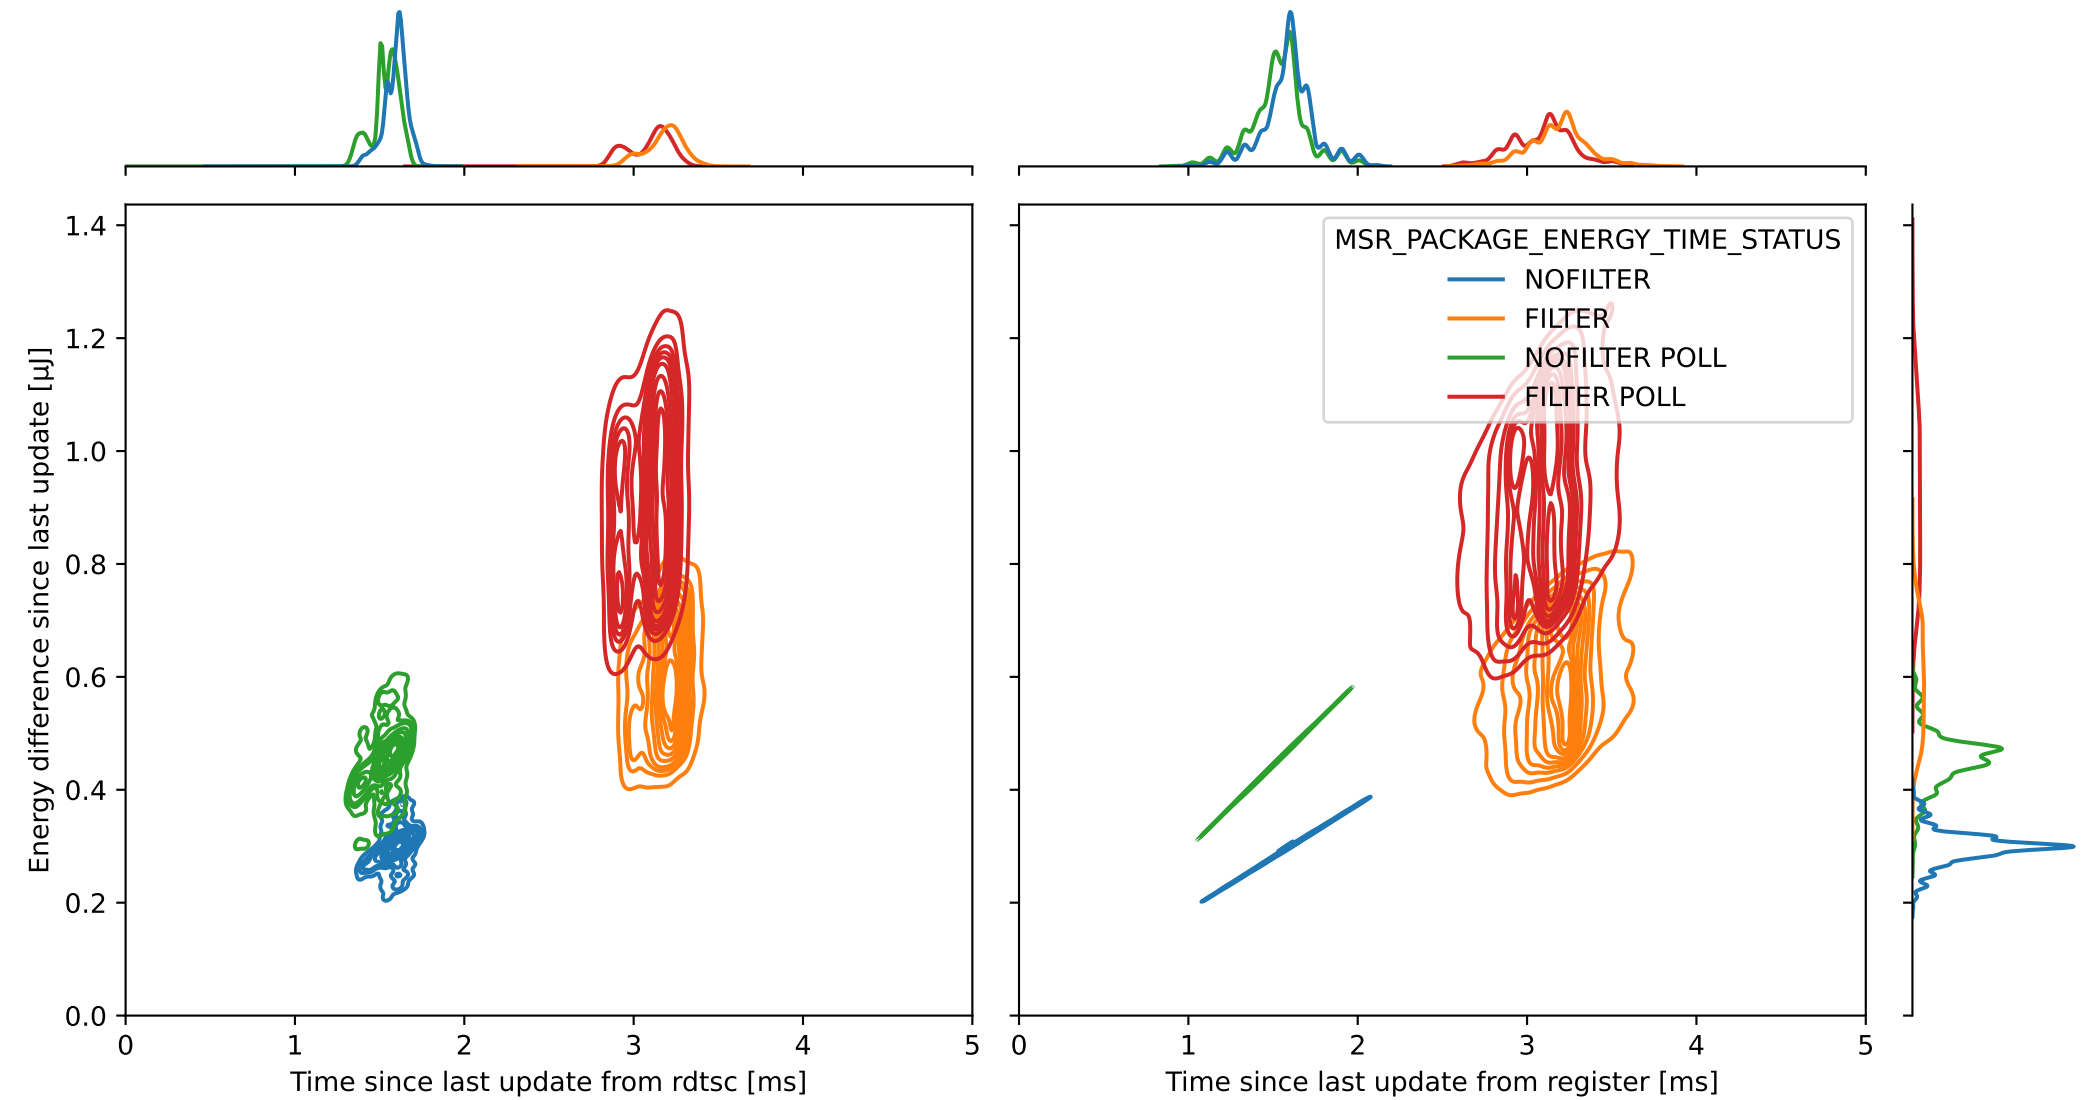 MSR_PACKAGE_ENERGY_TIME_STATUS
NOFILTER
FILTER
NOFILTER POLL
FILTER POLL
Energy difference since last update [µJ]
1.4
1.2
1.0
0.8
0.6
0.4
0.2
0.0
0 1 2 3 4 5
0 1 2 3 4 5
Time since last update from rdtsc [ms]
Time since last update from register [ms]